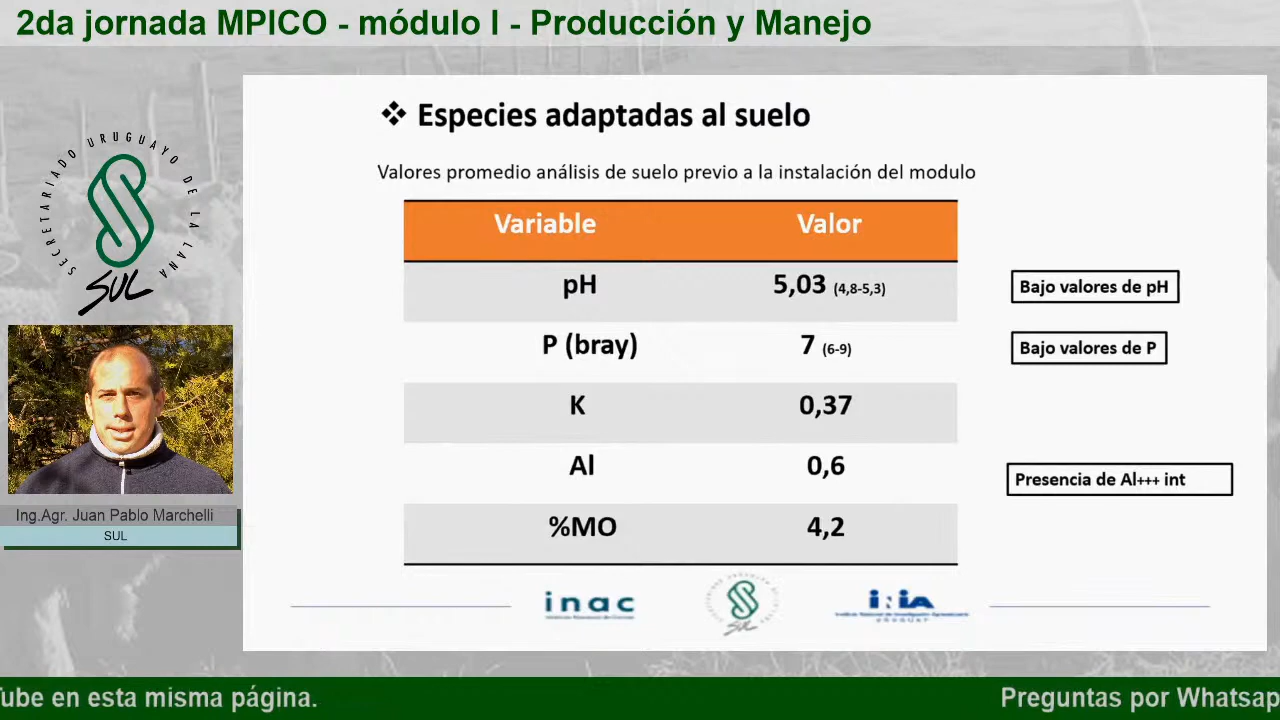 2da jornada MPICO - módulo I - Producción y Manejo
SECRETARIADO URUGUAYO DE LA LANA
SUL
Ing.Agr. Juan Pablo Marchelli
SUL
❖ Especies adaptadas al suelo
Valores promedio análisis de suelo previo a la instalación del modulo
Variable Valor
pH 5,03 (4,8-5,3) Bajo valores de pH
P (bray) 7 (6-9) Bajo valores de P
K 0,37
Al 0,6 Presencia de Al+++ int
%MO 4,2
inac
SUL
INIA
URUGUAY
ube en esta misma página. Preguntas por Whatsap